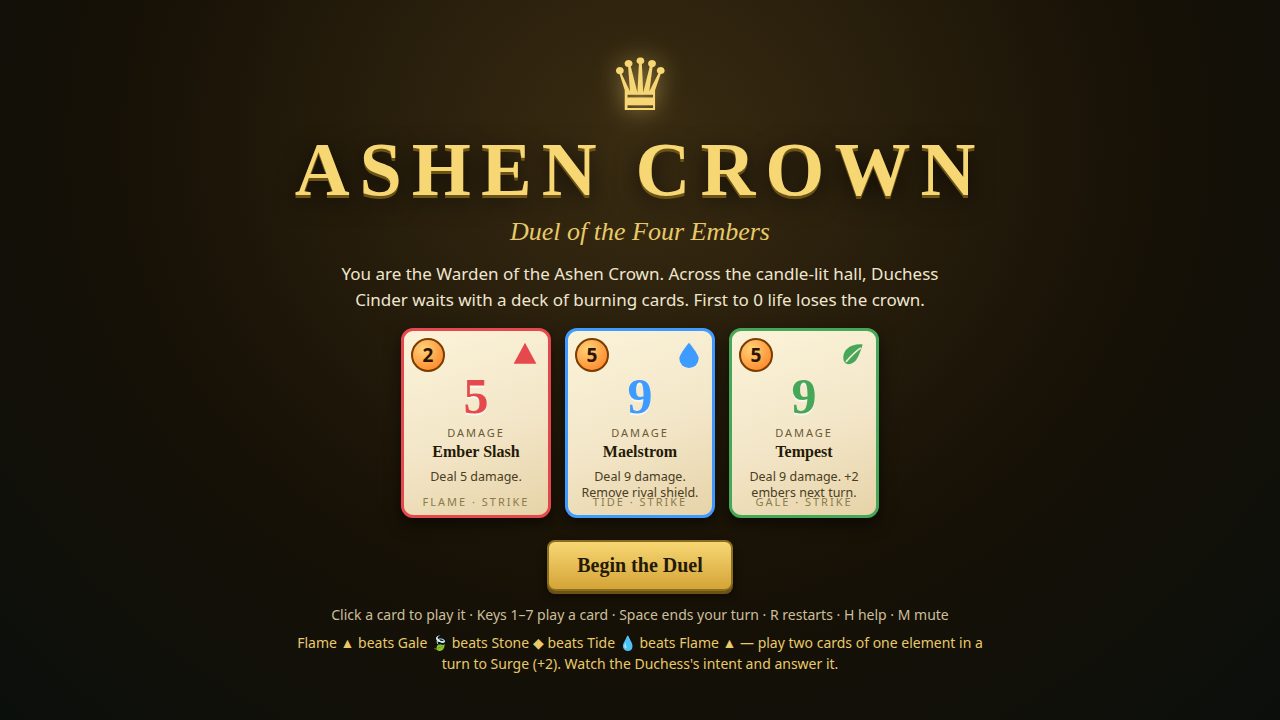 ASHEN CROWN
Duel of the Four Embers
You are the Warden of the Ashen Crown. Across the candle-lit hall, Duchess
Cinder waits with a deck of burning cards. First to 0 life loses the crown.
2
5
DAMAGE
Ember Slash
Deal 5 damage.
FLAME · STRIKE
5
9
DAMAGE
Maelstrom
Deal 9 damage.
Remove rival shield.
TIDE · STRIKE
5
9
DAMAGE
Tempest
Deal 9 damage. +2
embers next turn.
GALE · STRIKE
Begin the Duel
Click a card to play it · Keys 1–7 play a card · Space ends your turn · R restarts · H help · M mute
Flame ▲ beats Gale 🍃 beats Stone ◆ beats Tide 💧 beats Flame ▲ — play two cards of one element in a
turn to Surge (+2). Watch the Duchess's intent and answer it.